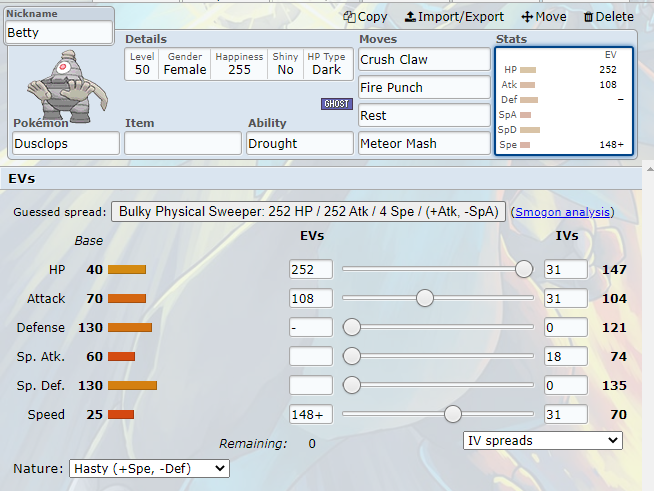 Nickname
Betty
Copy Import/Export Move Delete
Details
Level Gender Happiness Shiny HP Type
50 Female 255 No Dark
GHOST
Pokémon Item Ability
Dusclops Drought
Moves
Crush Claw
Fire Punch
Rest
Meteor Mash
Stats
EV
HP 252
Atk 108
Def –
SpA
SpD
Spe 148+
EVs
Guessed spread: Bulky Physical Sweeper: 252 HP / 252 Atk / 4 Spe / (+Atk, -SpA) (Smogon analysis)
Base EVs IVs
HP 40 252 31 147
Attack 70 108 31 104
Defense 130 - 0 121
Sp. Atk. 60 18 74
Sp. Def. 130 0 135
Speed 25 148+ 31 70
Remaining: 0 IV spreads
Nature: Hasty (+Spe, -Def)